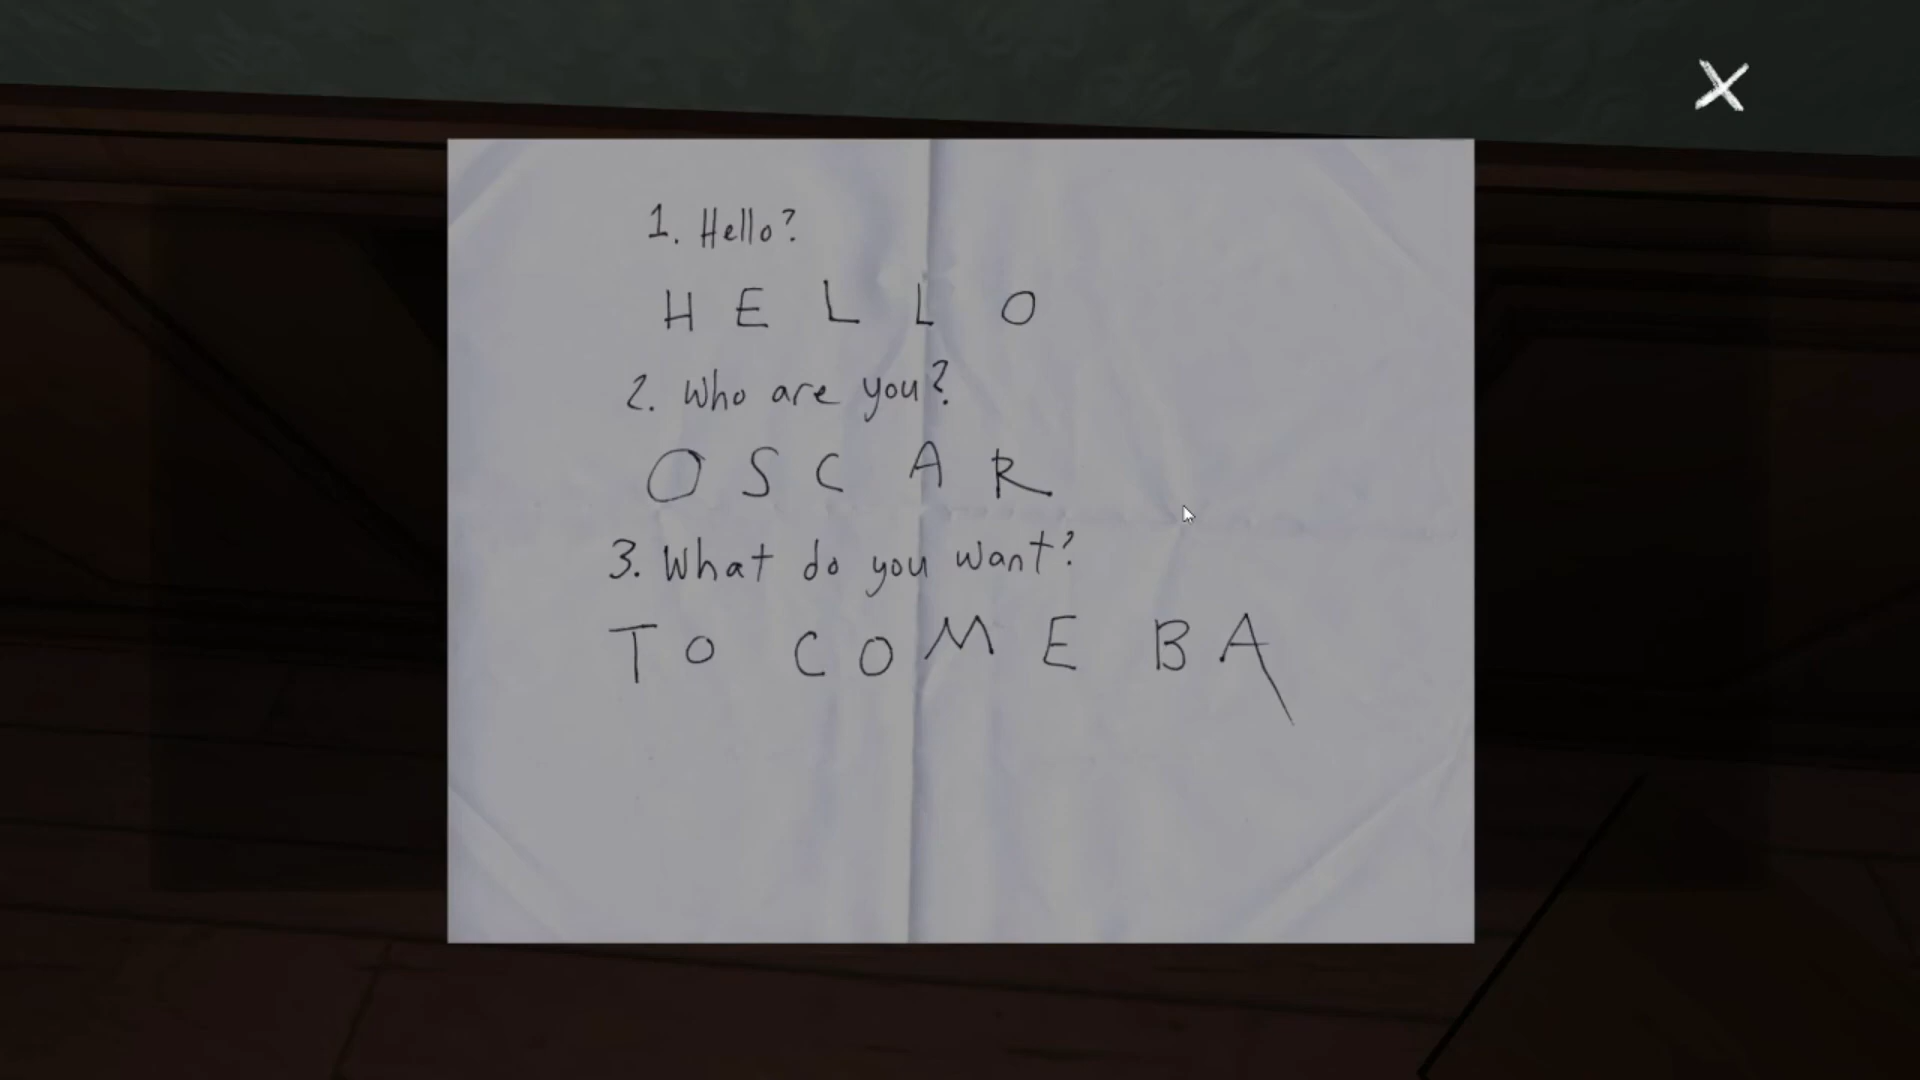 1. Hello?
H E L L O
2. Who are you?
O S C A R
3. What do you want?
T O C O M E B A